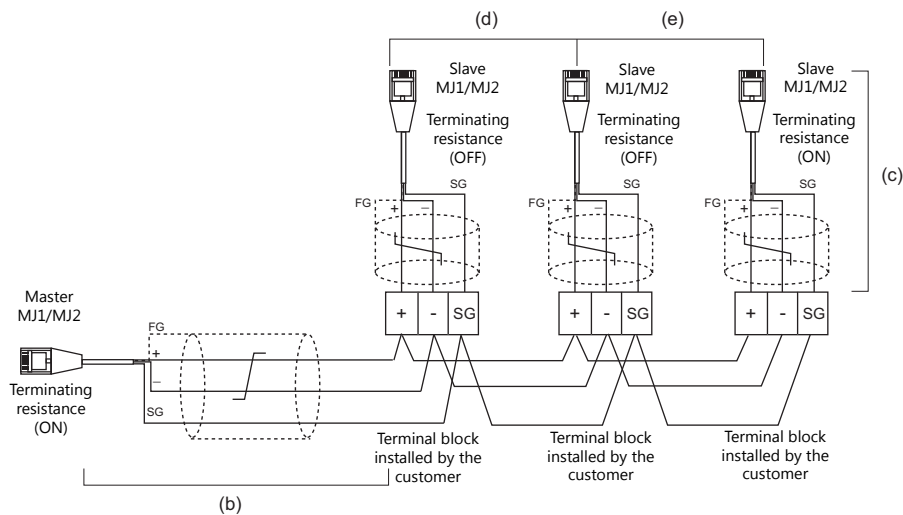 (d)
(e)
Slave
MJ1/MJ2
Terminating
resistance
(OFF)
SG
FG
+
−
+
-
SG
Slave
MJ1/MJ2
Terminating
resistance
(OFF)
SG
FG
+
−
+
-
SG
Slave
MJ1/MJ2
Terminating
resistance
(ON)
SG
FG
+
−
+
-
SG
(c)
Master
MJ1/MJ2
FG
+
−
SG
Terminating
resistance
(ON)
Terminal block
installed by the
customer
Terminal block
installed by the
customer
Terminal block
installed by the
customer
(b)